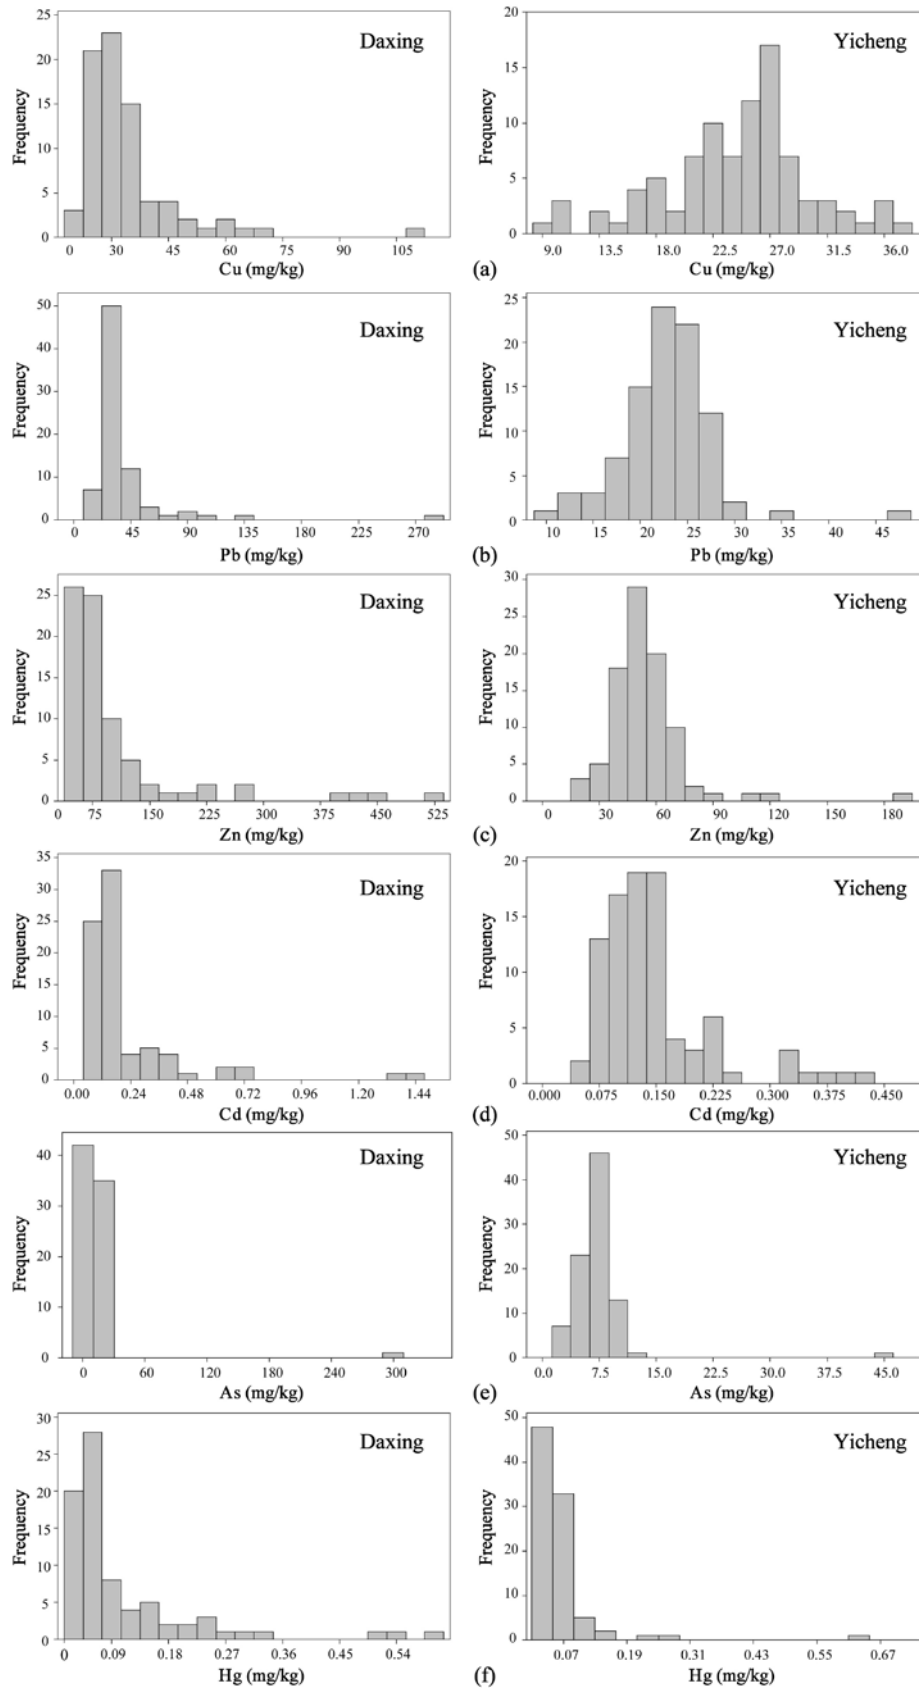 Daxing
Frequency
25
20
15
10
5
0
0 30 45 60 75 90 105
Cu (mg/kg)
Yicheng
Frequency
20
15
10
5
0
9.0 13.5 18.0 22.5 27.0 31.5 36.0
Cu (mg/kg)
(a)
Daxing
Frequency
50
40
30
20
10
0
0 45 90 135 180 225 270
Pb (mg/kg)
Yicheng
Frequency
25
20
15
10
5
0
10 15 20 25 30 35 40 45
Pb (mg/kg)
(b)
Daxing
Frequency
25
20
15
10
5
0
75 150 225 300 375 450 525
Zn (mg/kg)
Yicheng
Frequency
30
25
20
15
10
5
0
0 30 60 90 120 150 180
Zn (mg/kg)
(c)
Daxing
Frequency
35
30
25
20
15
10
5
0
0.00 0.24 0.48 0.72 0.96 1.20 1.44
Cd (mg/kg)
Yicheng
Frequency
20
15
10
5
0
0.000 0.075 0.150 0.225 0.300 0.375 0.450
Cd (mg/kg)
(d)
Daxing
Frequency
40
30
20
10
0
0 60 120 180 240 300
As (mg/kg)
Yicheng
Frequency
50
40
30
20
10
0
0.0 7.5 15.0 22.5 30.0 37.5 45.0
As (mg/kg)
(e)
Daxing
Frequency
30
25
20
15
10
5
0
0 0.09 0.18 0.27 0.36 0.45 0.54
Hg (mg/kg)
Yicheng
Frequency
50
40
30
20
10
0
0.07 0.19 0.31 0.43 0.55 0.67
Hg (mg/kg)
(f)